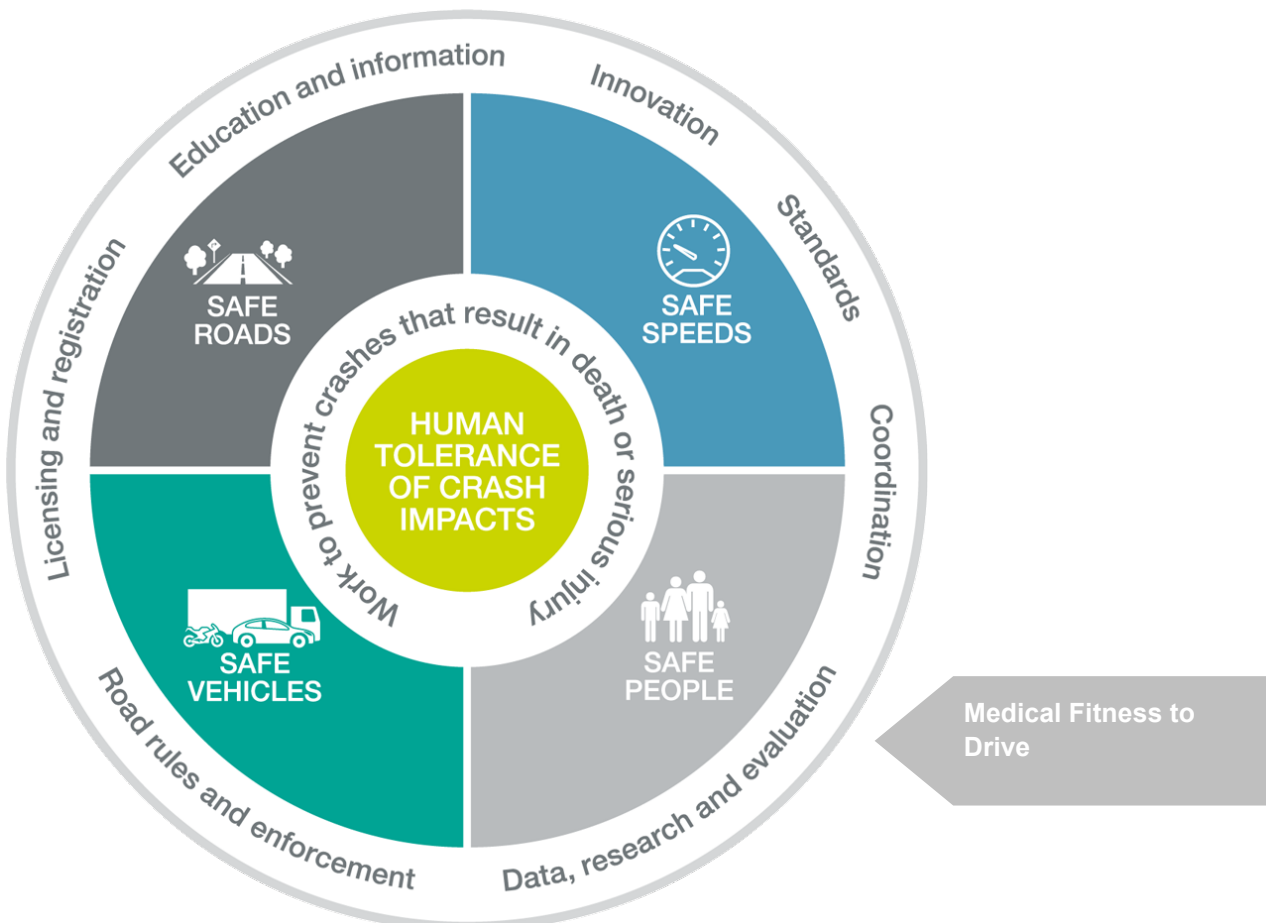 Education and information
Innovation
Standards
Coordination
Licensing and registration
Road rules and enforcement
Data, research and evaluation
SAFE
ROADS
SAFE
SPEEDS
Work to prevent crashes that result in death or serious injury
HUMAN
TOLERANCE
OF CRASH
IMPACTS
SAFE
VEHICLES
SAFE
PEOPLE
Medical Fitness to
Drive